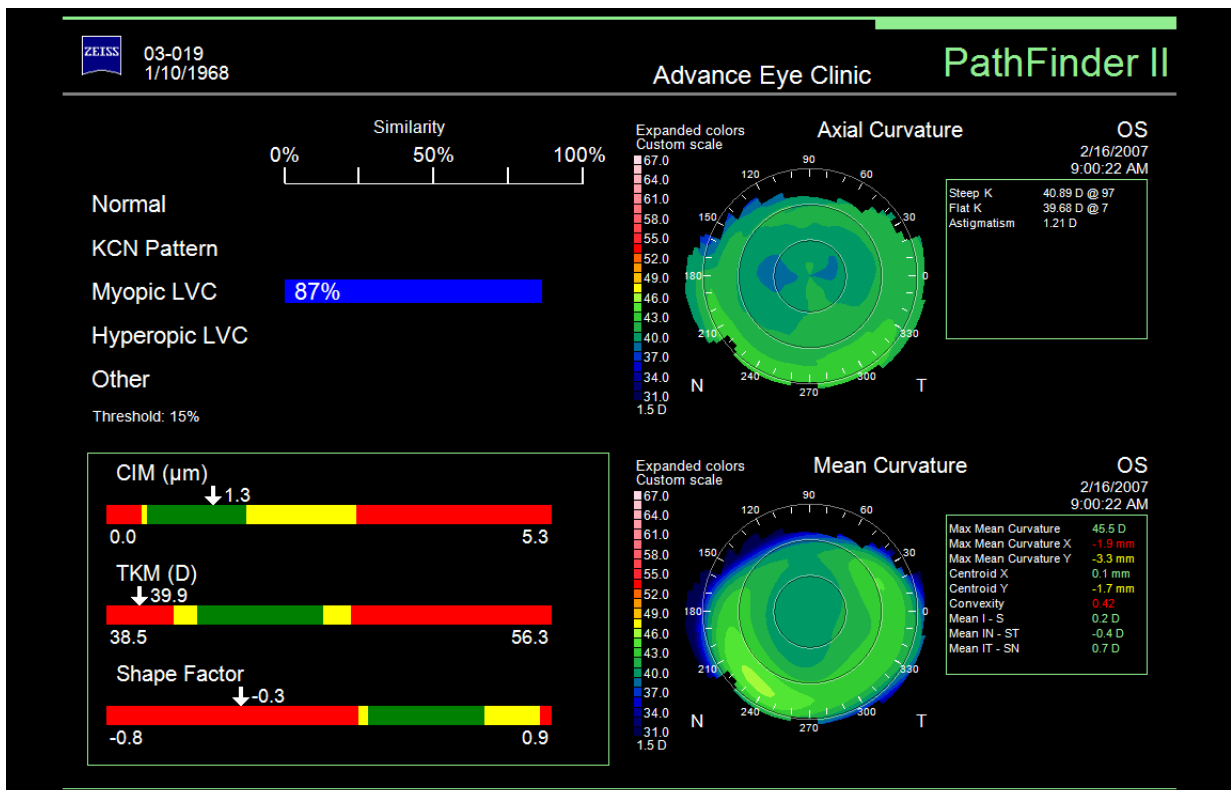 ZEISS
03-019
1/10/1968
Advance Eye Clinic
PathFinder II
Similarity
0% 50% 100%
Normal
KCN Pattern
Myopic LVC 87%
Hyperopic LVC
Other
Threshold: 15%
CIM (µm)
1.3
0.0 5.3
TKM (D)
39.9
38.5 56.3
Shape Factor
-0.3
-0.8 0.9
Expanded colors
Custom scale
Axial Curvature
OS
2/16/2007
9:00:22 AM
67.0
64.0
61.0
58.0
55.0
52.0
49.0
46.0
43.0
40.0
37.0
34.0
31.0
1.5 D
90
120 60
150 30
180 0
210 330
240 300
270
N T
Steep K 40.89 D @ 97
Flat K 39.68 D @ 7
Astigmatism 1.21 D
Expanded colors
Custom scale
Mean Curvature
OS
2/16/2007
9:00:22 AM
67.0
64.0
61.0
58.0
55.0
52.0
49.0
46.0
43.0
40.0
37.0
34.0
31.0
1.5 D
90
120 60
150 30
180 0
210 330
240 300
270
N T
Max Mean Curvature 45.5 D
Max Mean Curvature X -1.9 mm
Max Mean Curvature Y -3.3 mm
Centroid X 0.1 mm
Centroid Y -1.7 mm
Convexity 0.42
Mean I - S 0.2 D
Mean IN - ST -0.4 D
Mean IT - SN 0.7 D